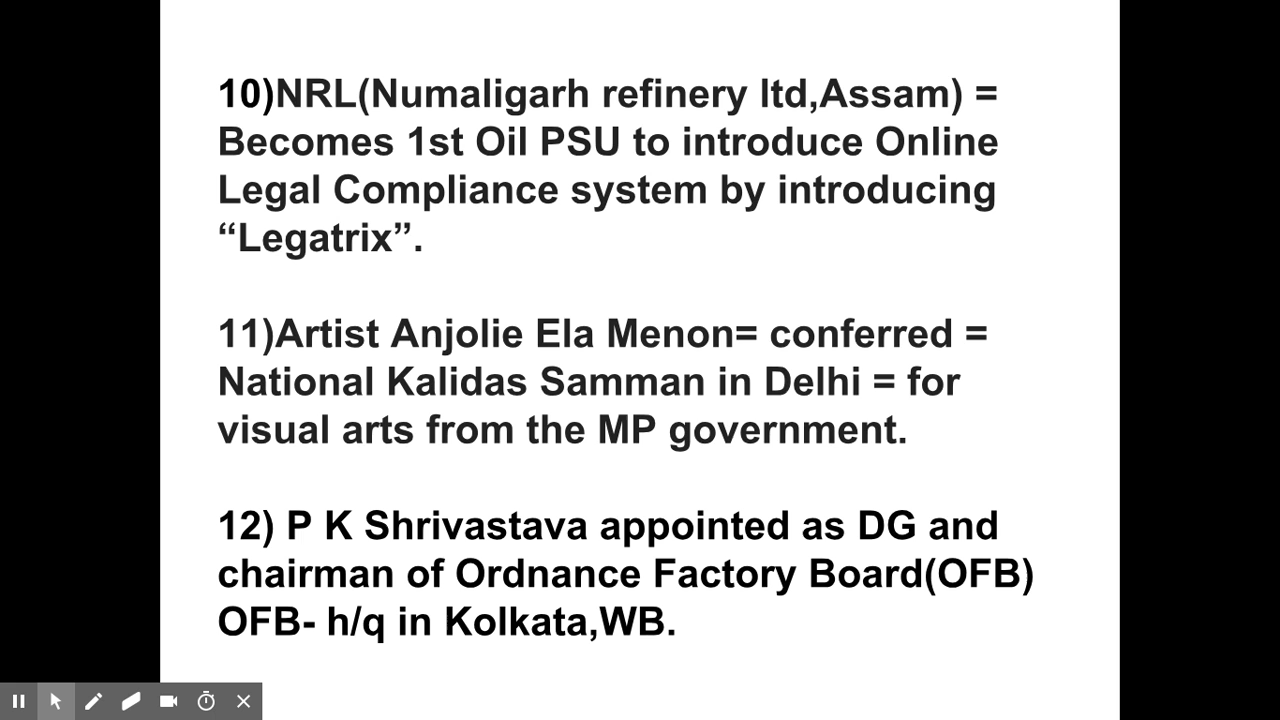 10)NRL(Numaligarh refinery ltd,Assam) =
Becomes 1st Oil PSU to introduce Online
Legal Compliance system by introducing
“Legatrix”.
11)Artist Anjolie Ela Menon= conferred =
National Kalidas Samman in Delhi = for
visual arts from the MP government.
12) P K Shrivastava appointed as DG and
chairman of Ordnance Factory Board(OFB)
OFB- h/q in Kolkata,WB.